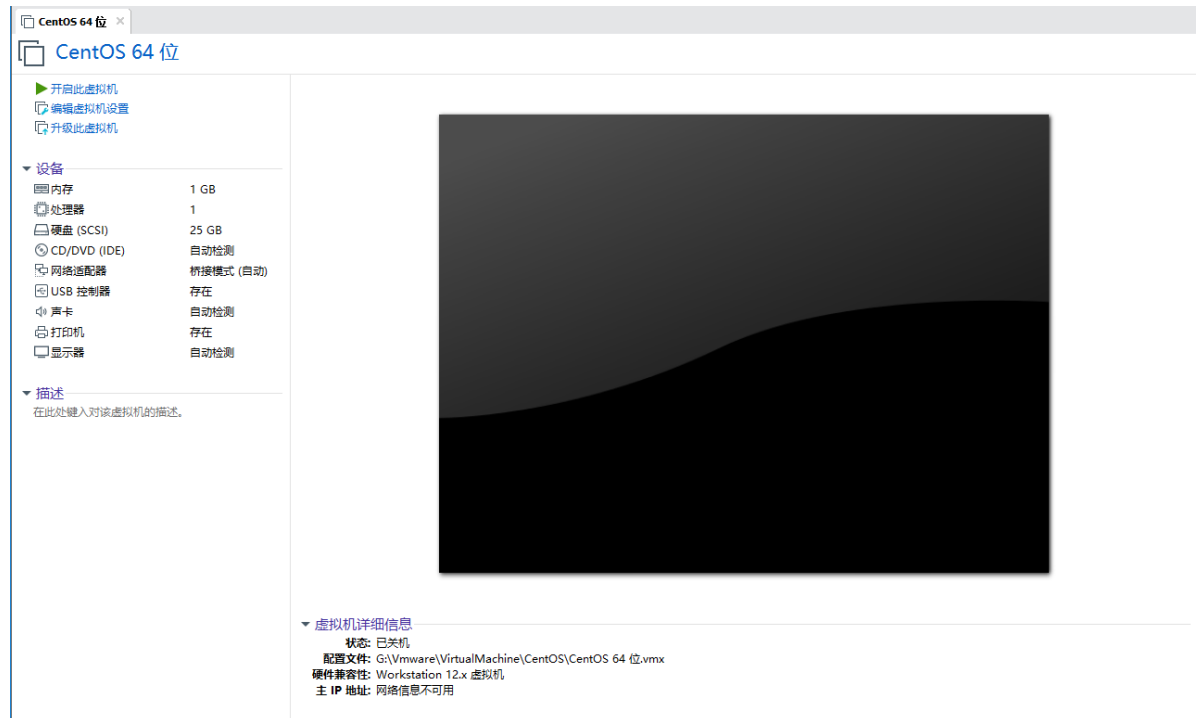 CentOS 64 位
CentOS 64 位
开启此虚拟机
编辑虚拟机设置
升级此虚拟机
设备
内存 1 GB
处理器 1
硬盘 (SCSI) 25 GB
CD/DVD (IDE) 自动检测
网络适配器 桥接模式 (自动)
USB 控制器 存在
声卡 自动检测
打印机 存在
显示器 自动检测
描述
在此处键入对该虚拟机的描述。
虚拟机详细信息
状态: 已关机
配置文件: G:\Vmware\VirtualMachine\CentOS\CentOS 64 位.vmx
硬件兼容性: Workstation 12.x 虚拟机
主 IP 地址: 网络信息不可用